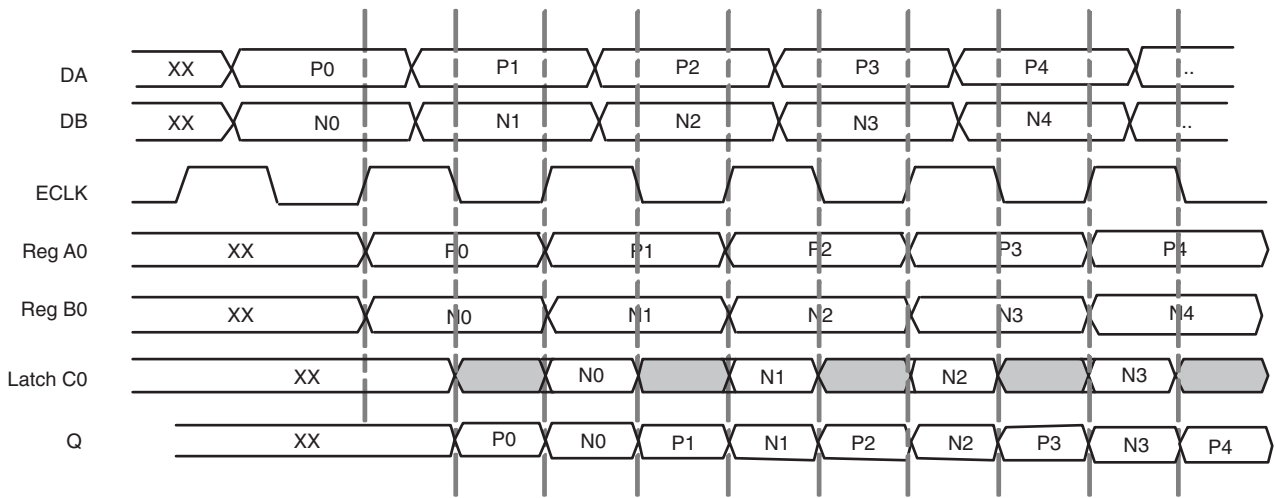 DA XX P0 P1 P2 P3 P4 ..
DB XX N0 N1 N2 N3 N4 ..
ECLK
Reg A0 XX P0 P1 P2 P3 P4
Reg B0 XX N0 N1 N2 N3 N4
Latch C0 XX N0 N1 N2 N3
Q XX P0 N0 P1 N1 P2 N2 P3 N3 P4